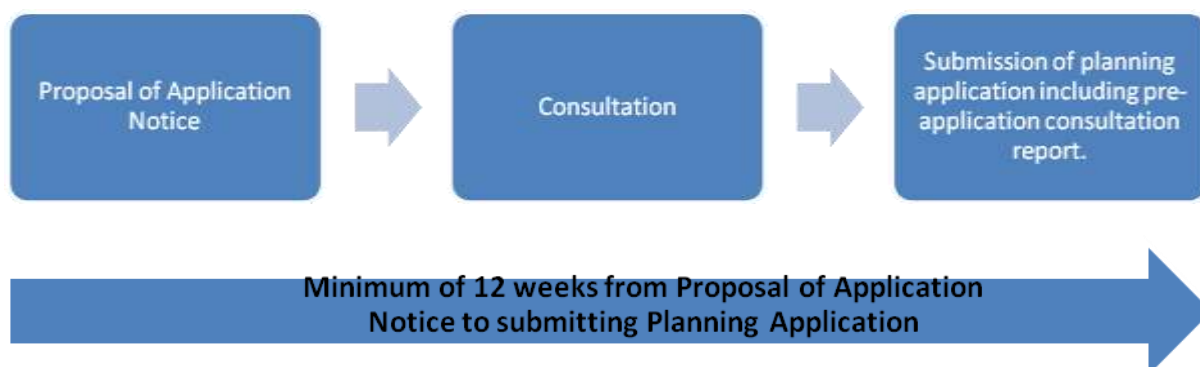 Proposal of Application
Notice
Consultation
Submission of planning
application including pre-
application consultation
report.
Minimum of 12 weeks from Proposal of Application
Notice to submitting Planning Application